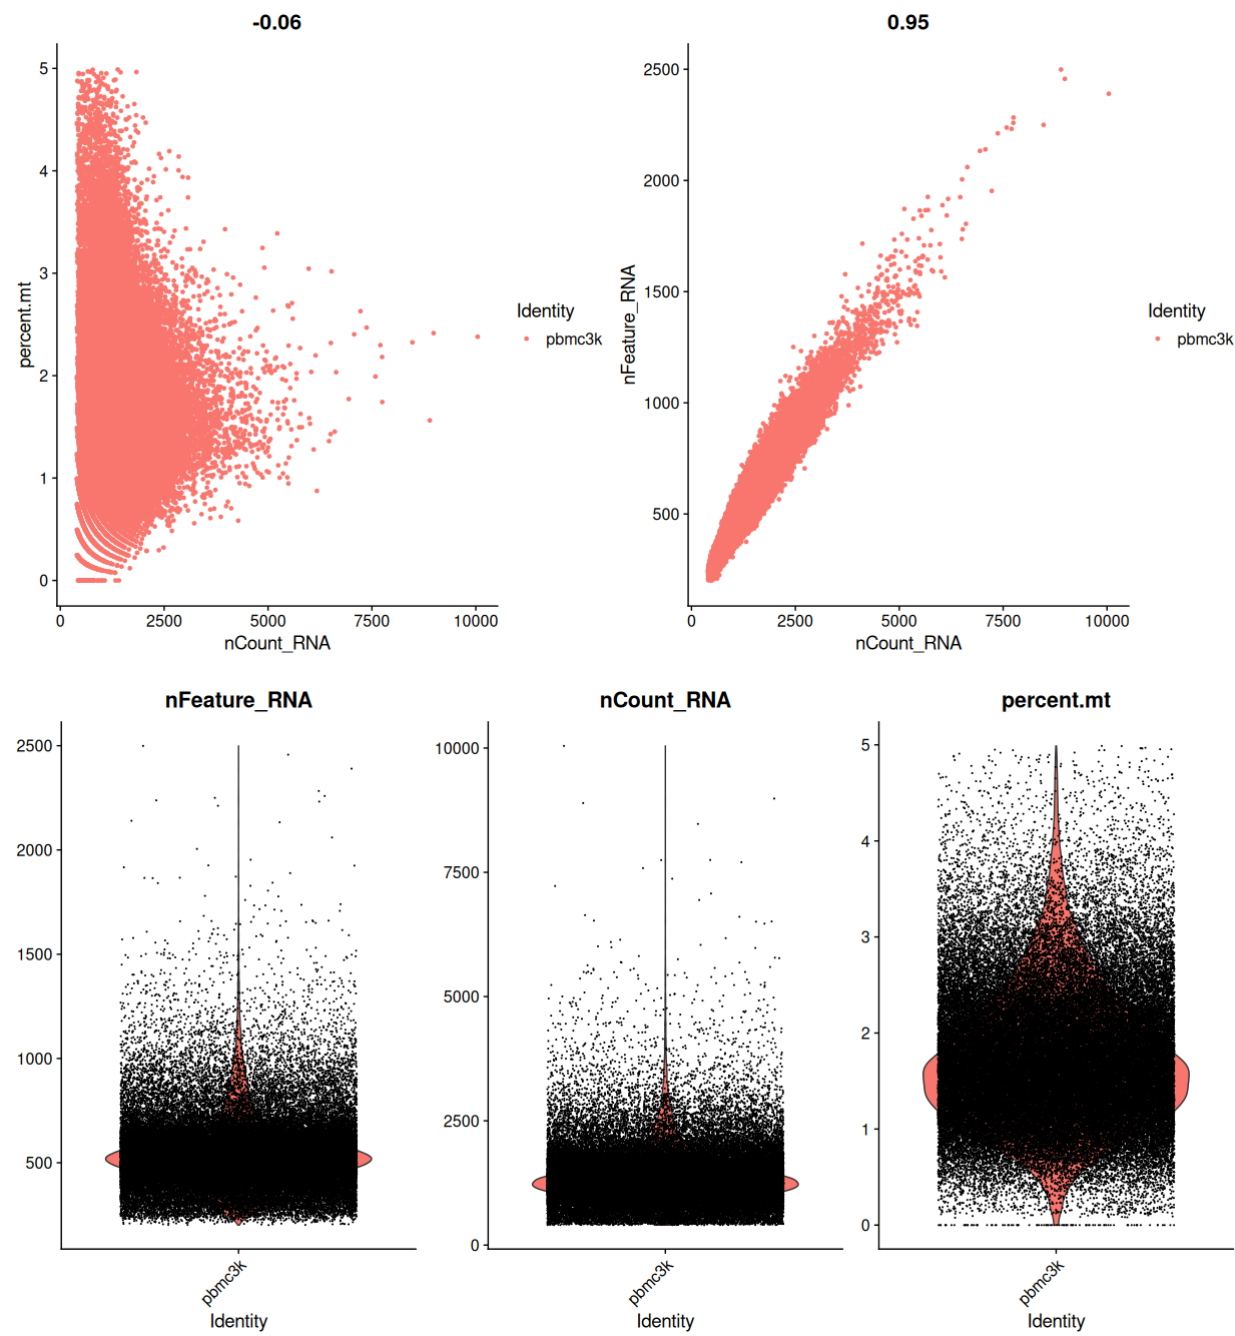 -0.06
5
4
3
2
1
0
percent.mt
0
2500
5000
7500
10000
nCount_RNA
Identity
pbmc3k
0.95
2500
2000
1500
1000
500
nFeature_RNA
0
2500
5000
7500
10000
nCount_RNA
Identity
pbmc3k
nFeature_RNA
2500
2000
1500
1000
500
pbmc3k
Identity
nCount_RNA
10000
7500
5000
2500
0
pbmc3k
Identity
percent.mt
5
4
3
2
1
0
pbmc3k
Identity